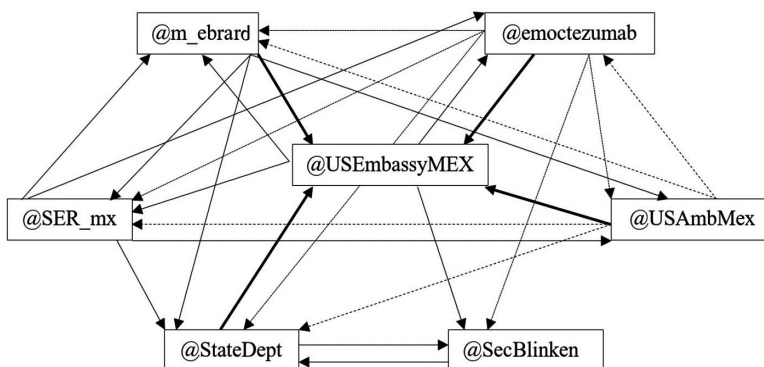 @m_ebrard
@emoctezumab
@USEmbassyMEX
@SER_mx
@USAmbMex
@StateDept
@SecBlinken